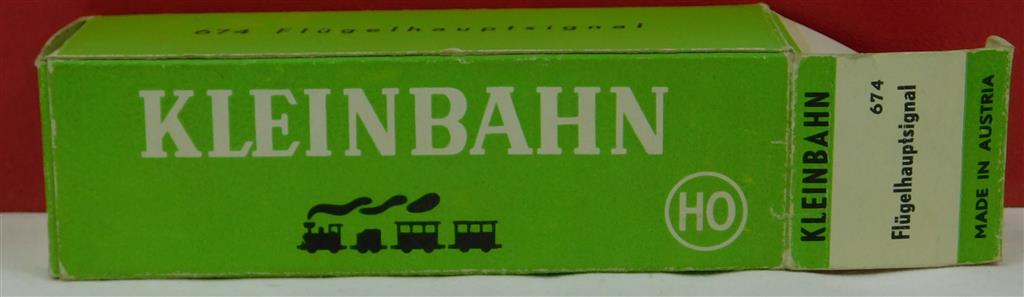 674 Flügelhauptsignal
KLEINBAHN
HO
KLEINBAHN
674
Flügelhauptsignal
MADE IN AUSTRIA